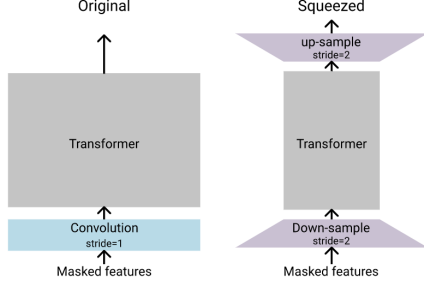 Original
Transformer
Convolution
stride=1
Masked features
Squeezed
up-sample
stride=2
Transformer
Down-sample
stride=2
Masked features